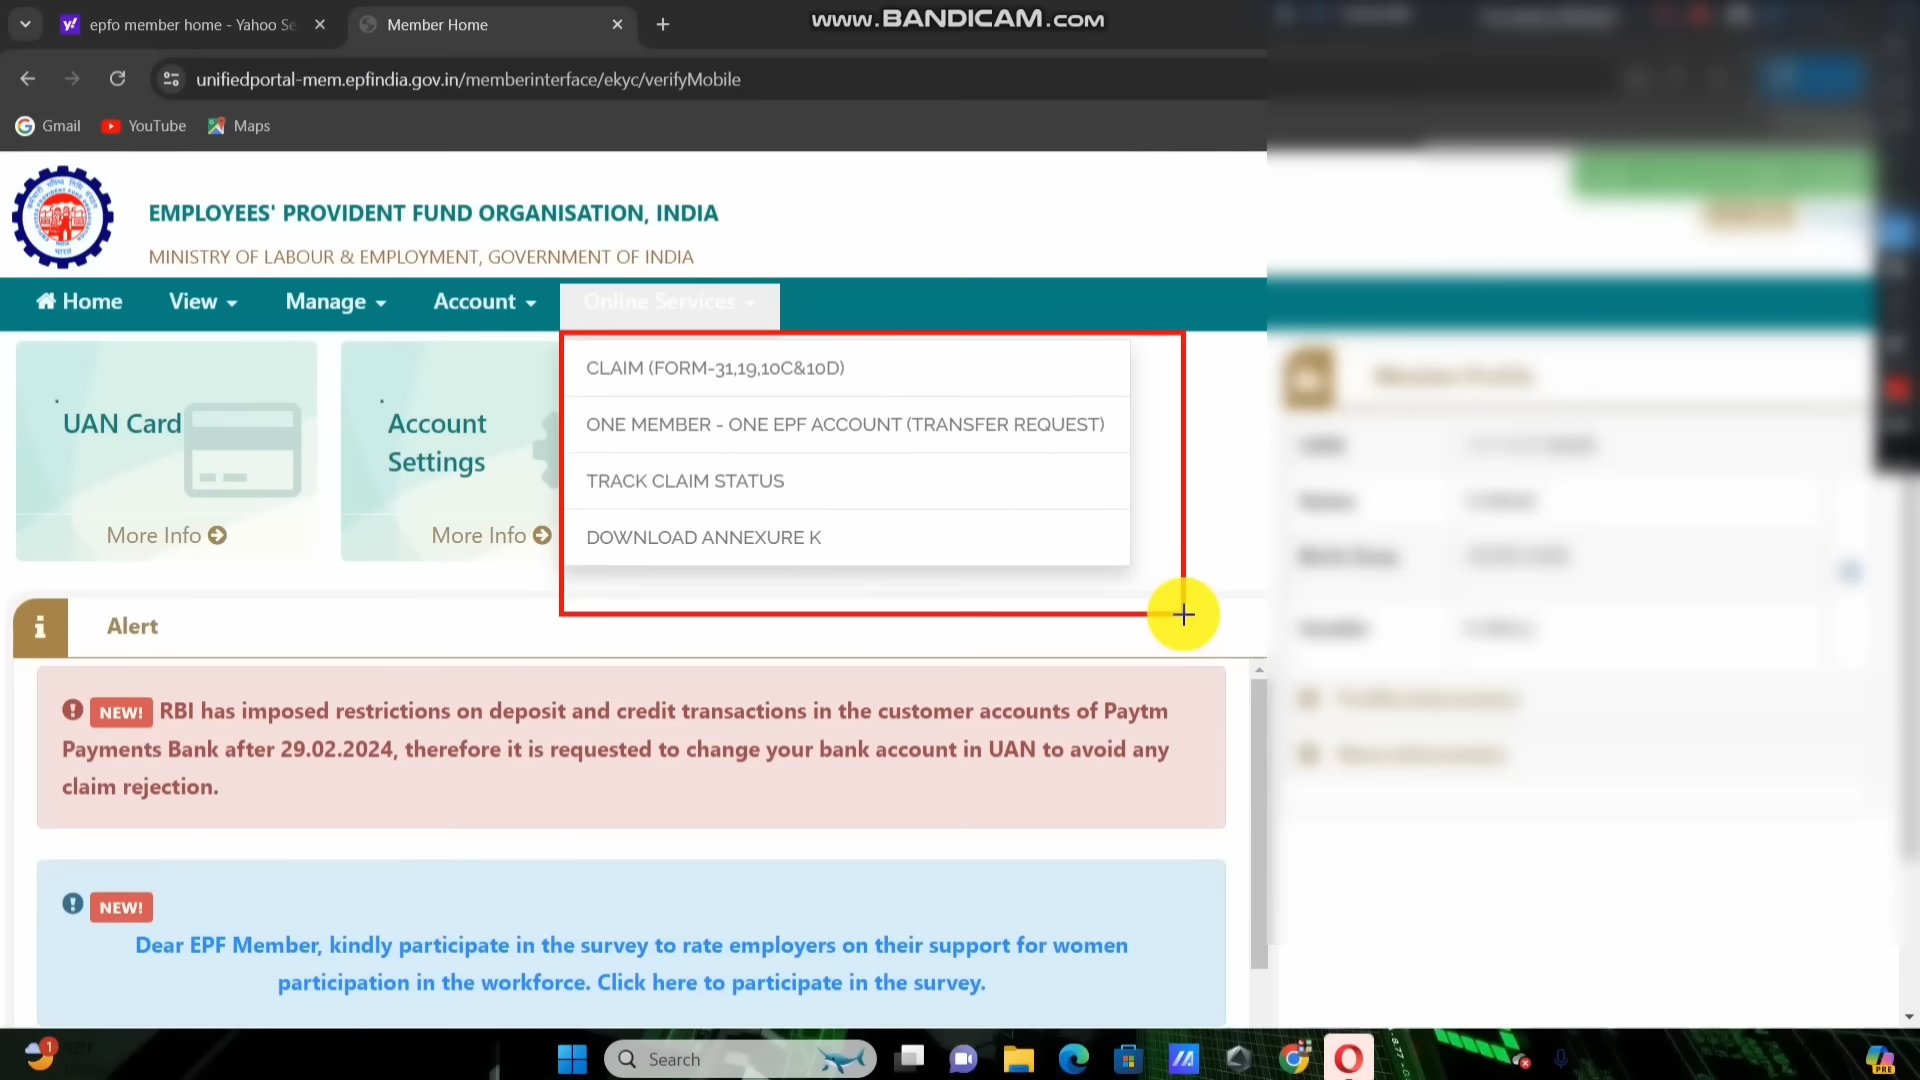 epfo member home - Yahoo Se
Member Home
www.BANDICAM.com
unifiedportal-mem.epfindia.gov.in/memberinterface/ekyc/verifyMobile
Gmail
YouTube
Maps
EMPLOYEES' PROVIDENT FUND ORGANISATION, INDIA
MINISTRY OF LABOUR & EMPLOYMENT, GOVERNMENT OF INDIA
Home
View
Manage
Account
Online Services
CLAIM (FORM-31,19,10C&10D)
ONE MEMBER - ONE EPF ACCOUNT (TRANSFER REQUEST)
TRACK CLAIM STATUS
DOWNLOAD ANNEXURE K
UAN Card
More Info
Account
Settings
More Info
Alert
NEW! RBI has imposed restrictions on deposit and credit transactions in the customer accounts of Paytm
Payments Bank after 29.02.2024, therefore it is requested to change your bank account in UAN to avoid any
claim rejection.
NEW!
Dear EPF Member, kindly participate in the survey to rate employers on their support for women
participation in the workforce. Click here to participate in the survey.
1
Search
PRE